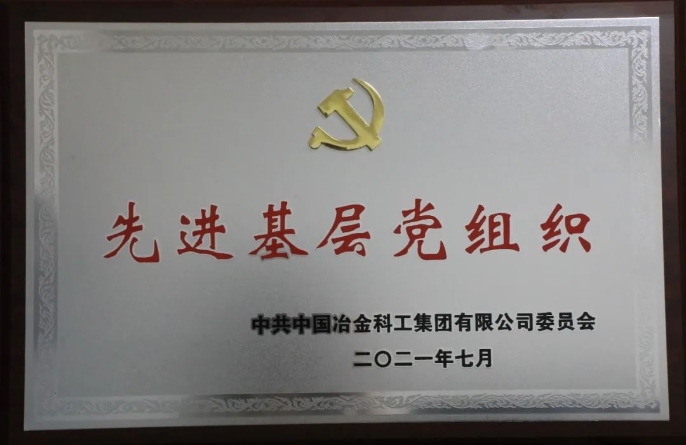 先进基层党组织
中共中国冶金科工集团有限公司委员会
二〇二一年七月